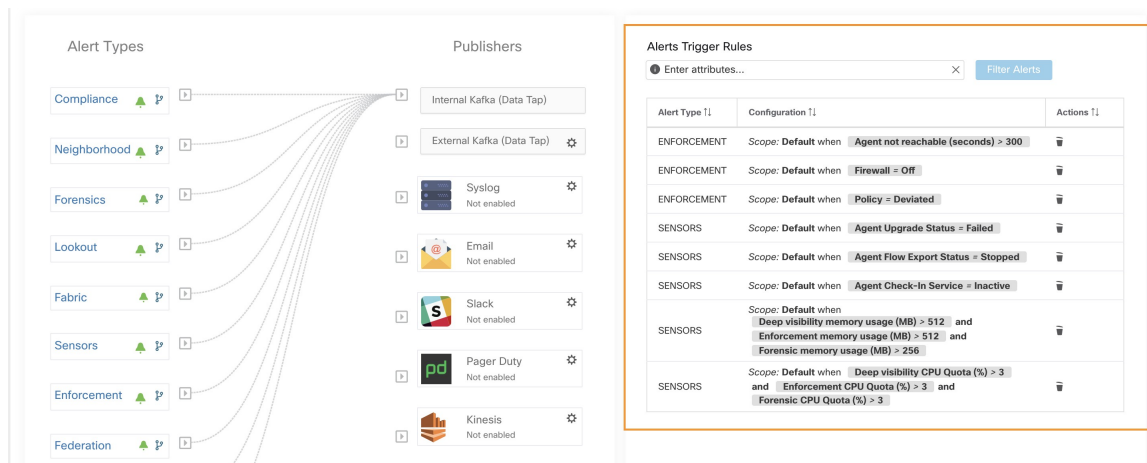 Alert Types
Compliance
Neighborhood
Forensics
Lookout
Fabric
Sensors
Enforcement
Federation
Publishers
Internal Kafka (Data Tap)
External Kafka (Data Tap)
Syslog
Not enabled
Email
Not enabled
Slack
Not enabled
pd
Pager Duty
Not enabled
Kinesis
Not enabled
Alerts Trigger Rules
Enter attributes...
Filter Alerts
Alert Type Configuration Actions
ENFORCEMENT Scope: Default when Agent not reachable (seconds) > 300
ENFORCEMENT Scope: Default when Firewall = Off
ENFORCEMENT Scope: Default when Policy = Deviated
SENSORS Scope: Default when Agent Upgrade Status = Failed
SENSORS Scope: Default when Agent Flow Export Status = Stopped
SENSORS Scope: Default when Agent Check-In Service = Inactive
Scope: Default when
Deep visibility memory usage (MB) > 512 and
SENSORS Enforcement memory usage (MB) > 512 and
Forensic memory usage (MB) > 256
Scope: Default when Deep visibility CPU Quota (%) > 3
SENSORS and Enforcement CPU Quota (%) > 3 and
Forensic CPU Quota (%) > 3